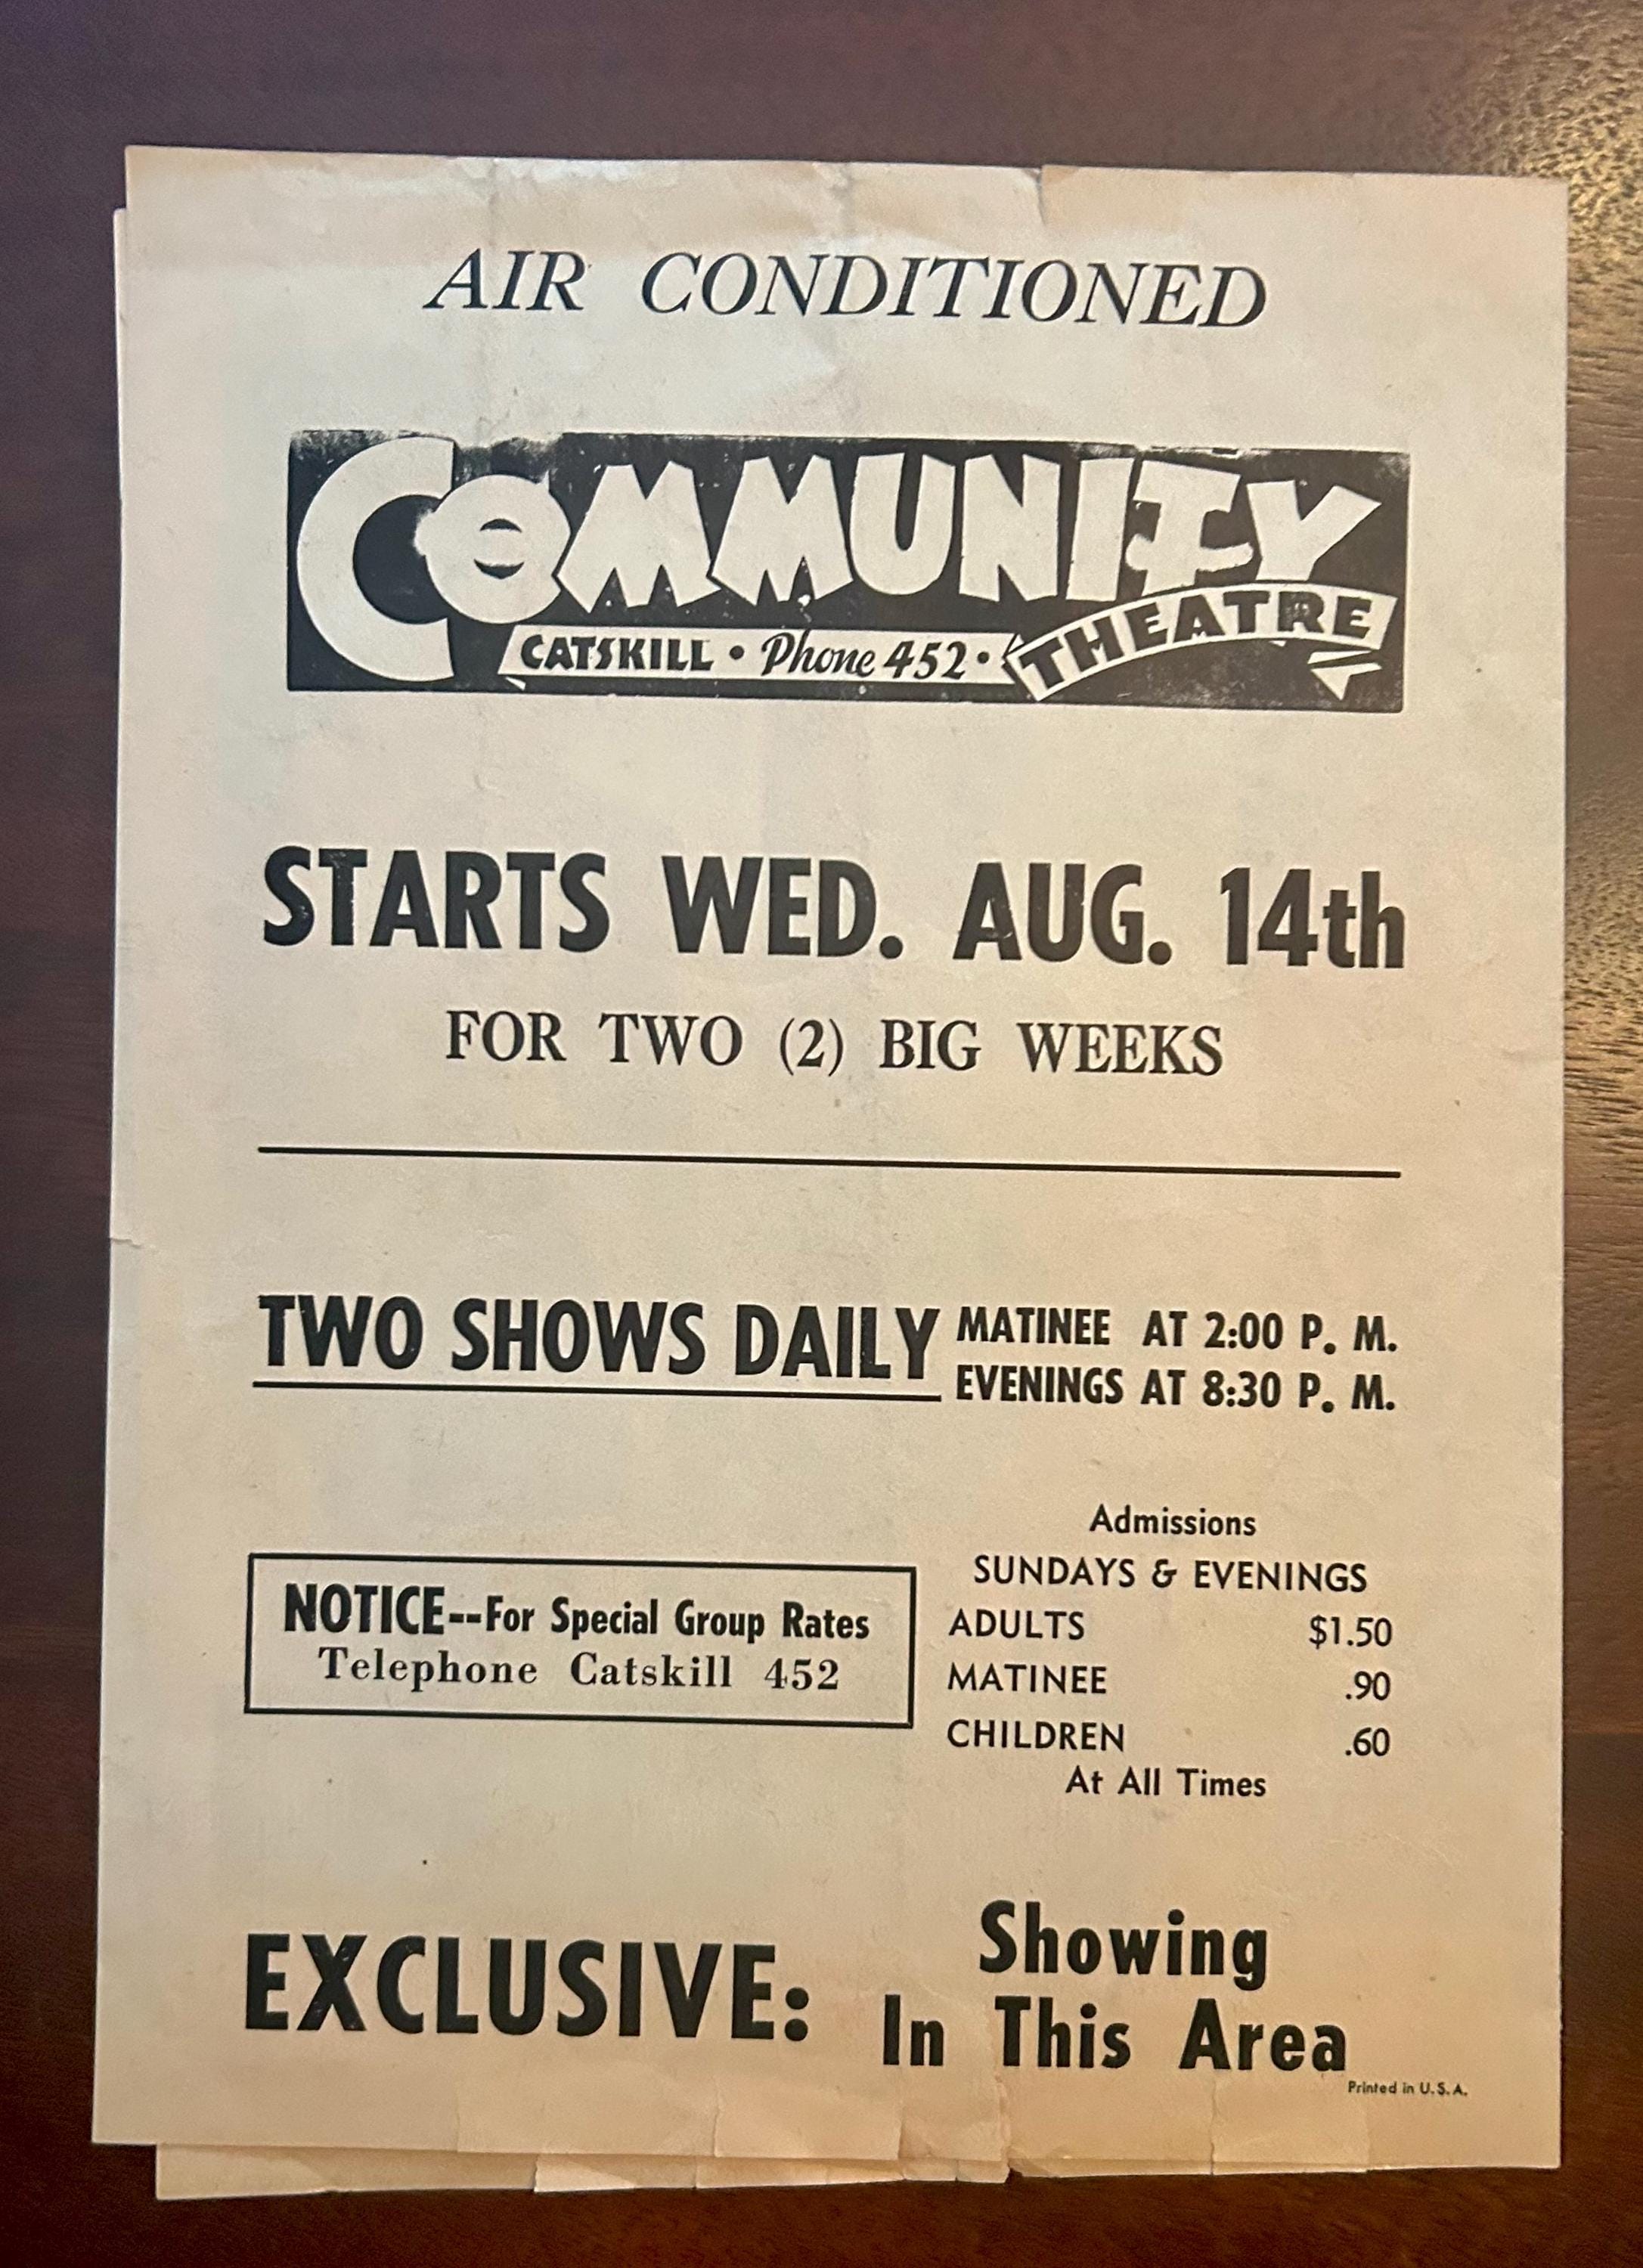 AIR CONDITIONED
COMMUNITY
THEATRE
CATSKILL • Phone 452 •
STARTS WED. AUG. 14th
FOR TWO (2) BIG WEEKS
TWO SHOWS DAILY
MATINEE AT 2:00 P. M.
EVENINGS AT 8:30 P. M.
NOTICE--For Special Group Rates
Telephone Catskill 452
Admissions
SUNDAYS & EVENINGS
ADULTS $1.50
MATINEE .90
CHILDREN .60
At All Times
EXCLUSIVE: Showing
In This Area
Printed in U.S.A.